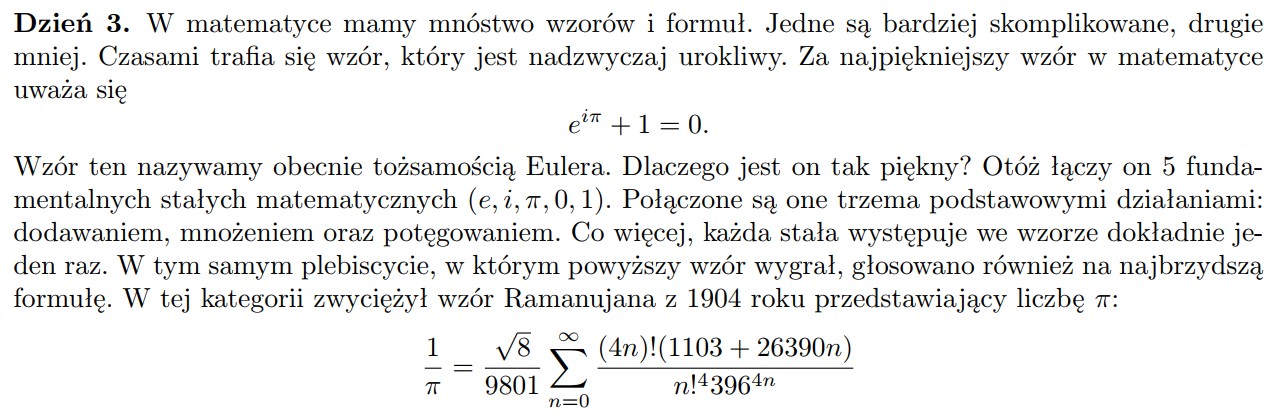 Dzień 3. W matematyce mamy mnóstwo wzorów i formuł. Jedne są bardziej skomplikowane, drugie
mniej. Czasami trafia się wzór, który jest nadzwyczaj urokliwy. Za najpiękniejszy wzór w matematyce
uważa się
$e^{i\pi} + 1 = 0.$
Wzór ten nazywamy obecnie tożsamością Eulera. Dlaczego jest on tak piękny? Otóż łączy on 5 funda-
mentalnych stałych matematycznych $(e, i, \pi, 0, 1)$. Połączone są one trzema podstawowymi działaniami:
dodawaniem, mnożeniem oraz potęgowaniem. Co więcej, każda stała występuje we wzorze dokładnie je-
den raz. W tym samym plebiscycie, w którym powyższy wzór wygrał, głosowano również na najbrzydszą
formułę. W tej kategorii zwyciężył wzór Ramanujana z 1904 roku przedstawiający liczbę $\pi$:
$\frac{1}{\pi} = \frac{\sqrt{8}}{9801} \sum_{n=0}^{\infty} \frac{(4n)!(1103 + 26390n)}{n!^4 396^{4n}}$